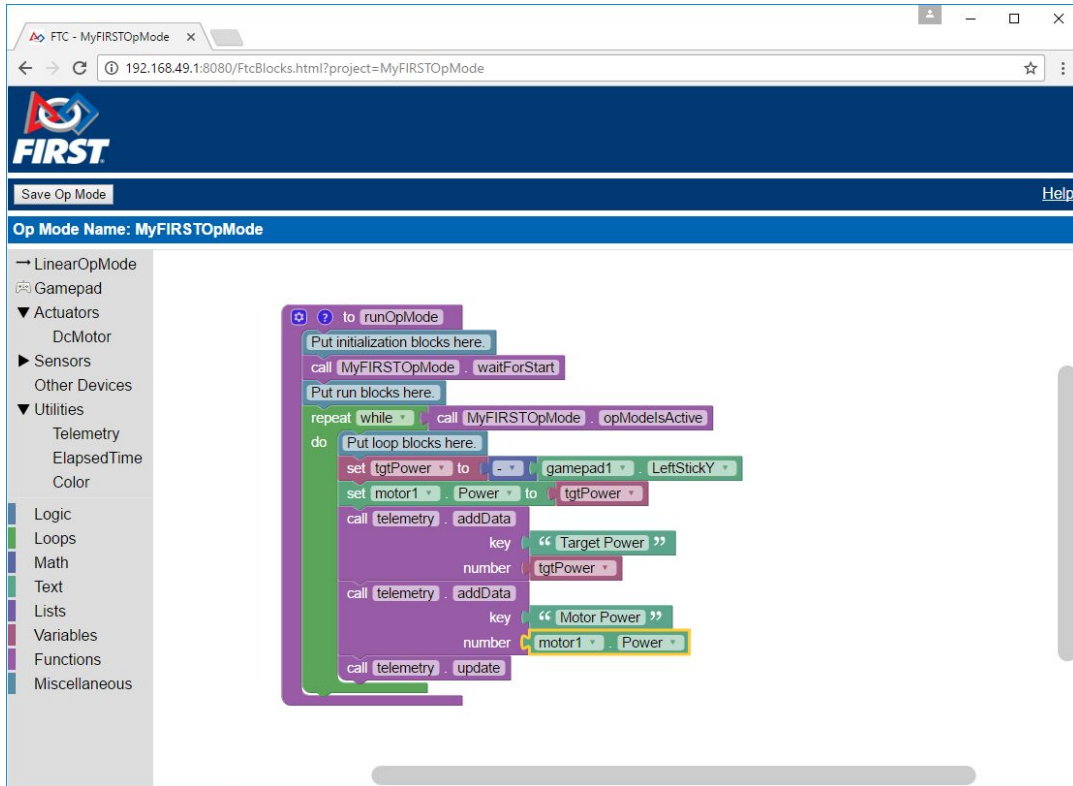 FTC - MyFIRSTOpMode
192.168.49.1:8080/FtcBlocks.html?project=MyFIRSTOpMode
FIRST
Save Op Mode
Help
Op Mode Name: MyFIRSTOpMode
LinearOpMode
Gamepad
Actuators
DcMotor
Sensors
Other Devices
Utilities
Telemetry
ElapsedTime
Color
Logic
Loops
Math
Text
Lists
Variables
Functions
Miscellaneous
? to runOpMode
Put initialization blocks here.
call MyFIRSTOpMode . waitForStart
Put run blocks here.
repeat while call MyFIRSTOpMode . opModeIsActive
do Put loop blocks here.
set tgtPower to - gamepad1 . LeftStickY
set motor1 . Power to tgtPower
call telemetry . addData
key “ Target Power ”
number tgtPower
call telemetry . addData
key “ Motor Power ”
number motor1 . Power
call telemetry . update